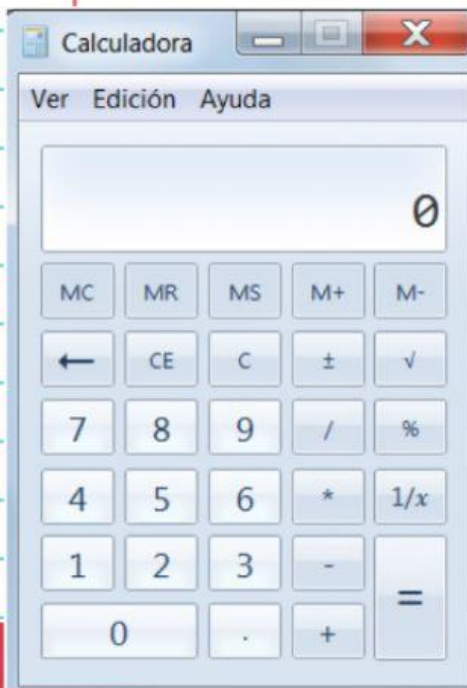 Calculadora
Ver Edición Ayuda
0
MC MR MS M+ M-
← CE C ± √
7 8 9 / %
4 5 6 * 1/x
1 2 3 - =
0 . +